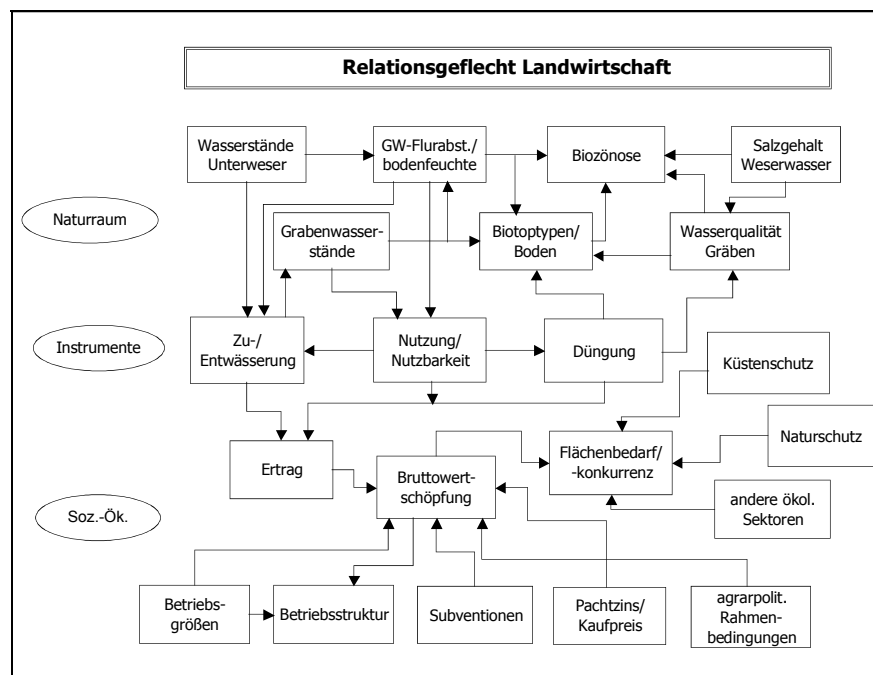 Relationsgeflecht Landwirtschaft
Wasserstände
Unterweser
GW-Flurabst./
bodenfeuchte
Biozönose
Salzgehalt
Weserwasser
Naturraum
Grabenwasser-
stände
Biotoptypen/
Boden
Wasserqualität
Gräben
Instrumente
Zu-/
Entwässerung
Nutzung/
Nutzbarkeit
Düngung
Küstenschutz
Ertrag
Bruttowert-
schöpfung
Flächenbedarf/
-konkurrenz
Naturschutz
Soz.-Ök.
andere ökol.
Sektoren
Betriebs-
größen
Betriebsstruktur
Subventionen
Pachtzins/
Kaufpreis
agrarpolit.
Rahmen-
bedingungen